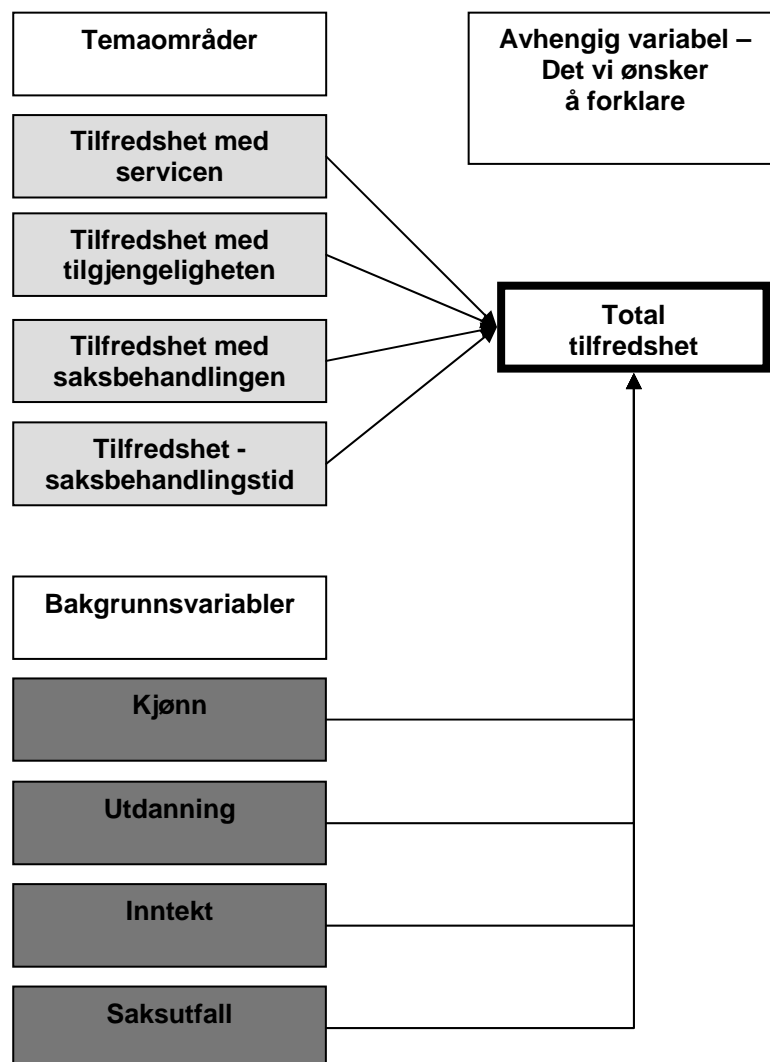 Temaområder
Avhengig variabel –
Det vi ønsker
å forklare
Tilfredshet med
servicen
Tilfredshet med
tilgjengeligheten
Total
tilfredshet
Tilfredshet med
saksbehandlingen
Tilfredshet -
saksbehandlingstid
Bakgrunnsvariabler
Kjønn
Utdanning
Inntekt
Saksutfall